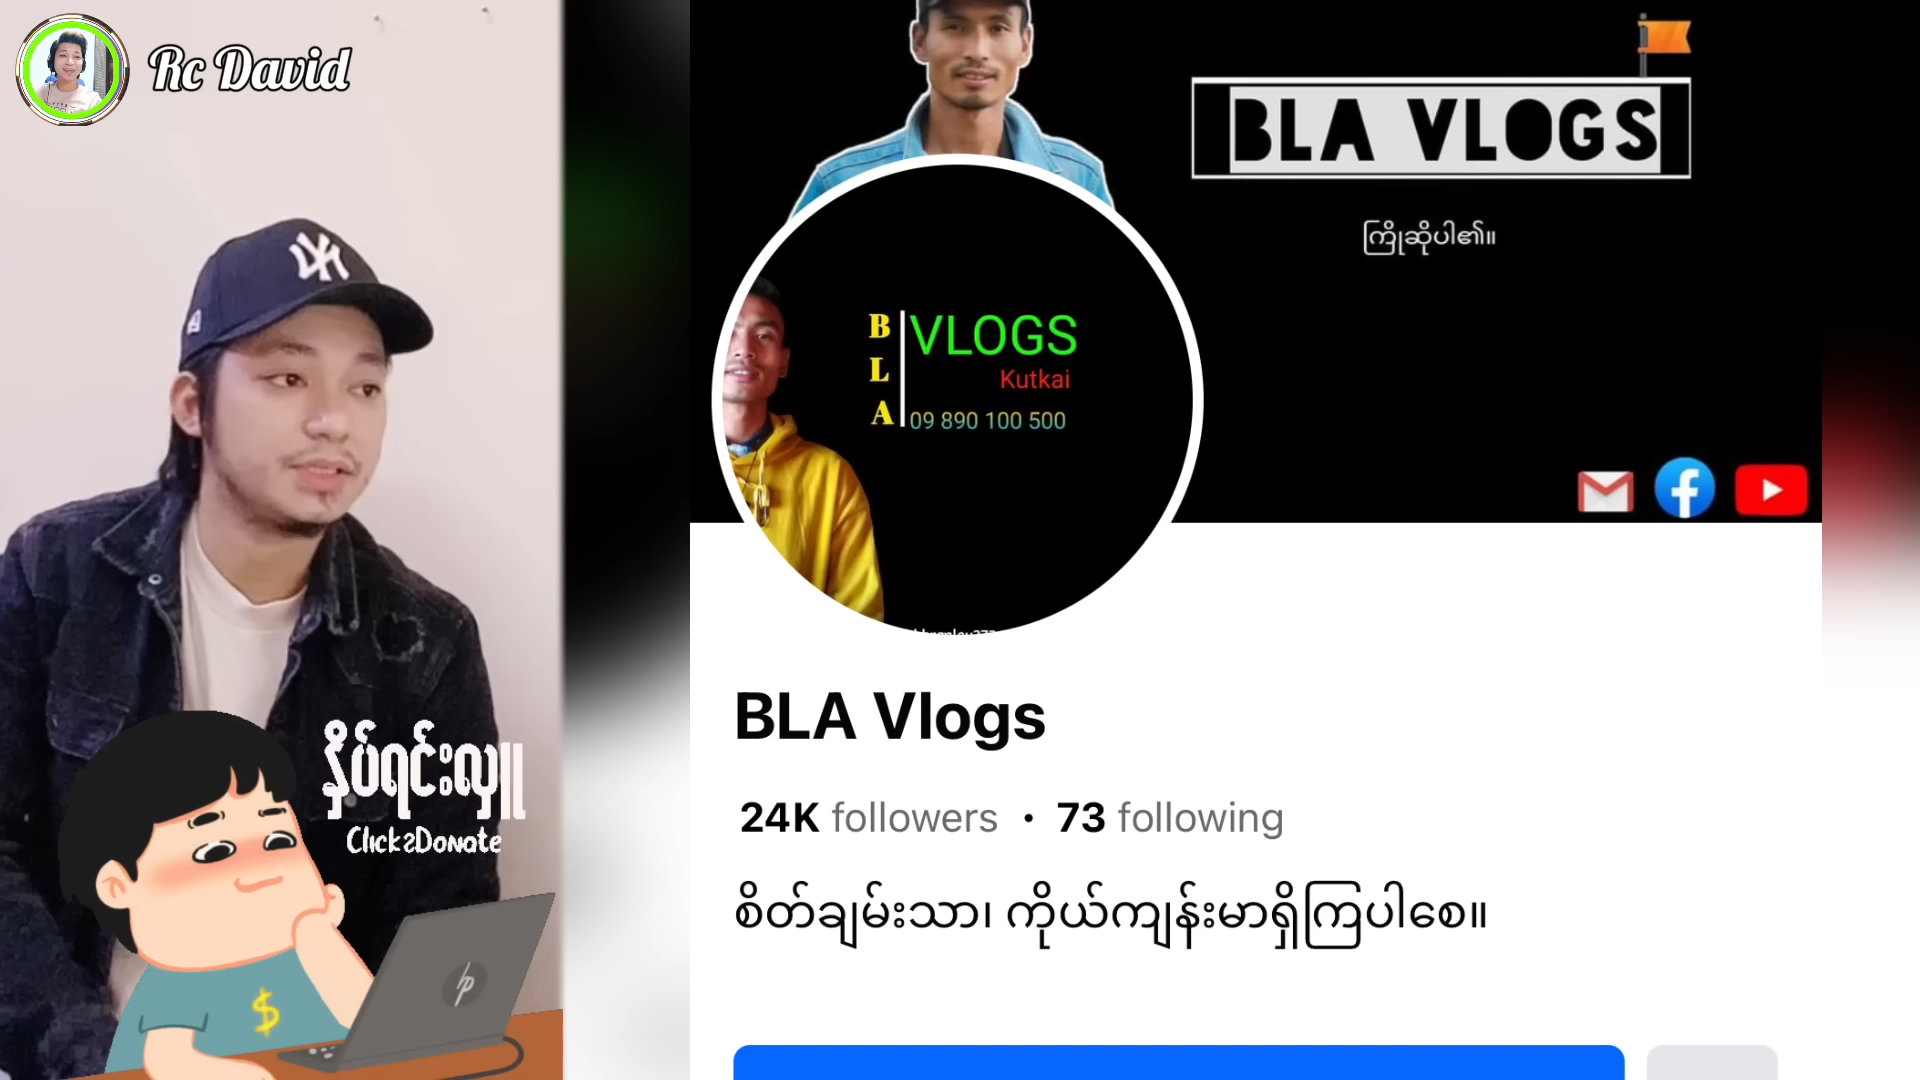 Rc David
နှိပ်ရင်းလှူ
Click2Donate
BLA VLOGS
ကြိုဆိုပါ၏။
BLA
VLOGS
Kutkai
09 890 100 500
BLA Vlogs
24K followers · 73 following
စိတ်ချမ်းသာ၊ ကိုယ်ကျန်းမာရှိကြပါစေ။